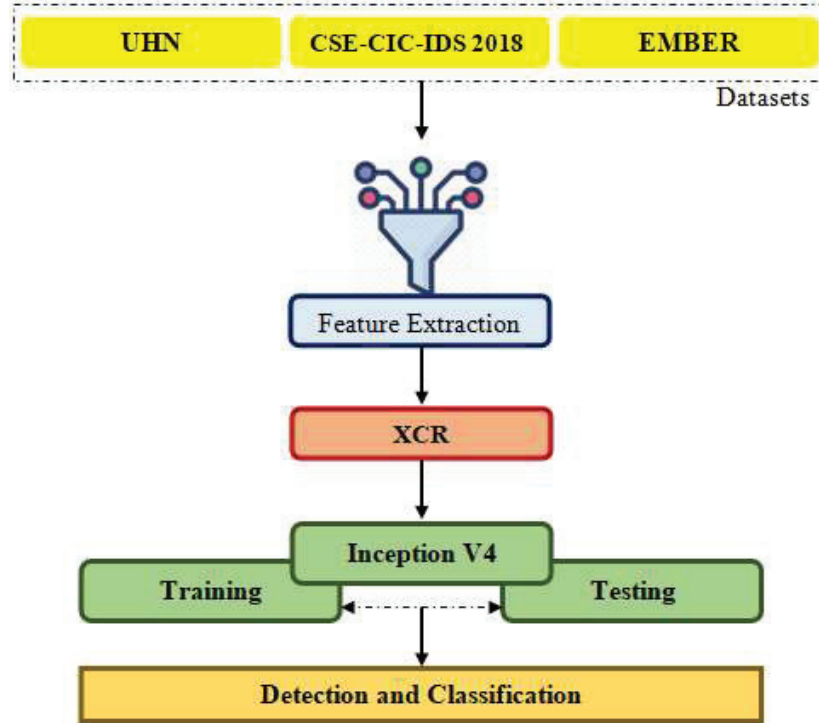 UHN
CSE-CIC-IDS 2018
EMBER
Datasets
Feature Extraction
XCR
Inception V4
Training
Testing
Detection and Classification